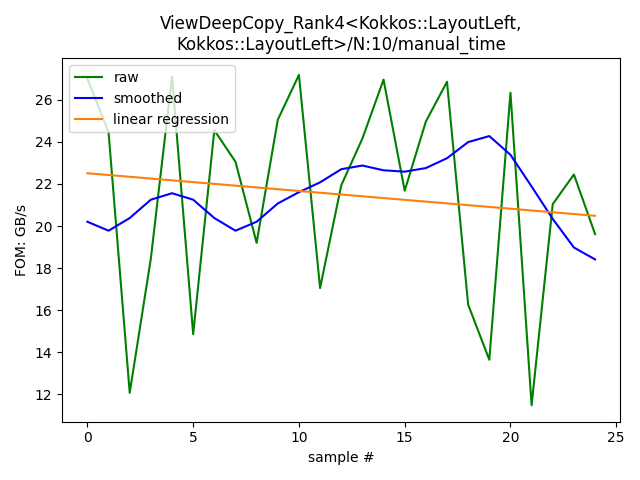 ViewDeepCopy_Rank4<Kokkos::LayoutLeft,
Kokkos::LayoutLeft>/N:10/manual_time
raw
smoothed
linear regression
FOM: GB/s
26
24
22
20
18
16
14
12
0 5 10 15 20 25
sample #